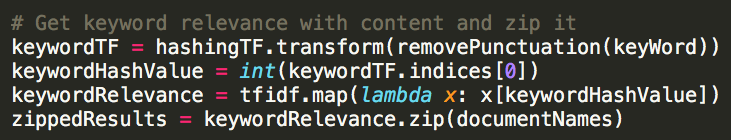 # Get keyword relevance with content and zip it
keywordTF = hashingTF.transform(removePunctuation(keyWord))
keywordHashValue = int(keywordTF.indices[0])
keywordRelevance = tfidf.map(lambda x: x[keywordHashValue])
zippedResults = keywordRelevance.zip(documentNames)